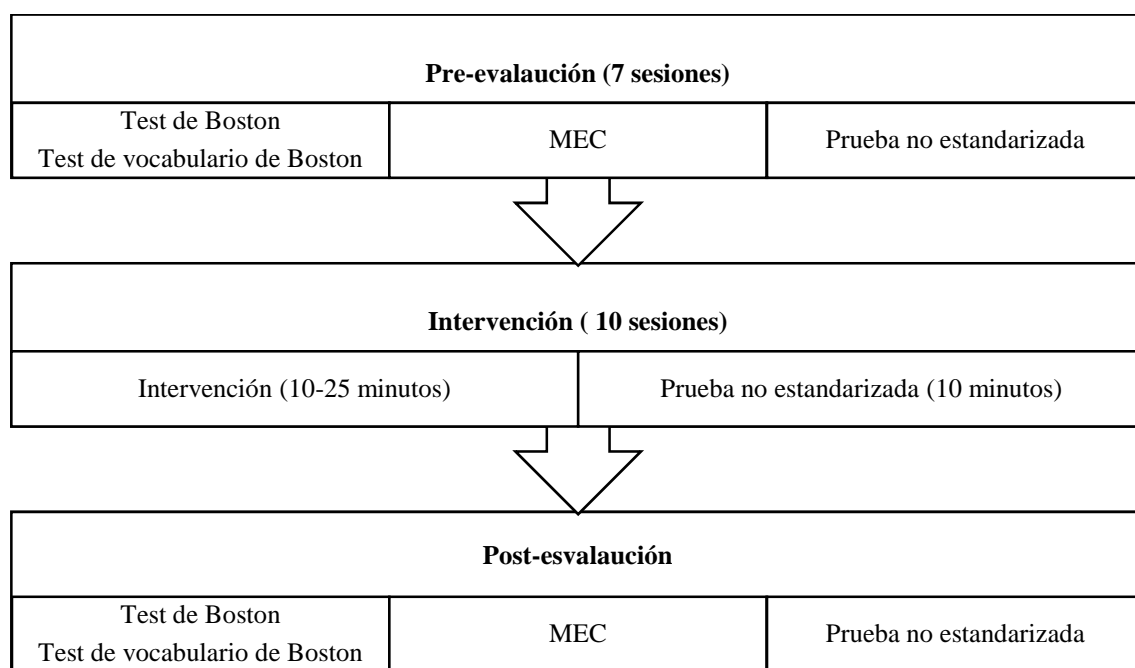 Pre-evalaución (7 sesiones)
Test de Boston
Test de vocabulario de Boston
MEC
Prueba no estandarizada
Intervención ( 10 sesiones)
Intervención (10-25 minutos)
Prueba no estandarizada (10 minutos)
Post-esvalaución
Test de Boston
Test de vocabulario de Boston
MEC
Prueba no estandarizada